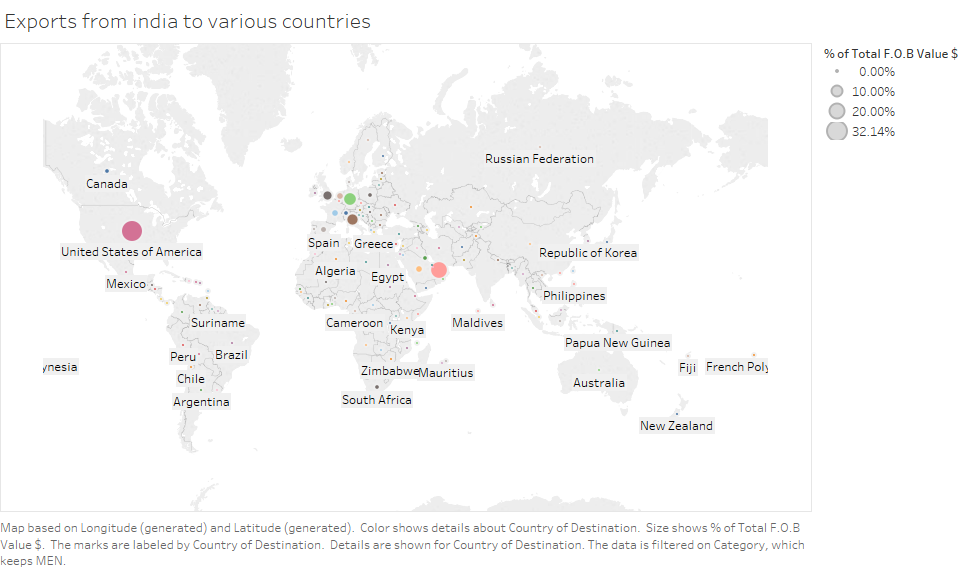 Exports from india to various countries
% of Total F.O.B Value $
0.00%
10.00%
20.00%
32.14%
Russian Federation
Canada
United States of America
Spain
Greece
Republic of Korea
Mexico
Algeria
Egypt
Philippines
Suriname
Cameroon
Kenya
Maldives
Papua New Guinea
Peru
Brazil
ynesia
Zimbabwe
Mauritius
Fiji
French Poly
Chile
Australia
Argentina
South Africa
New Zealand
Map based on Longitude (generated) and Latitude (generated). Color shows details about Country of Destination. Size shows % of Total F.O.B
Value $. The marks are labeled by Country of Destination. Details are shown for Country of Destination. The data is filtered on Category, which
keeps MEN.